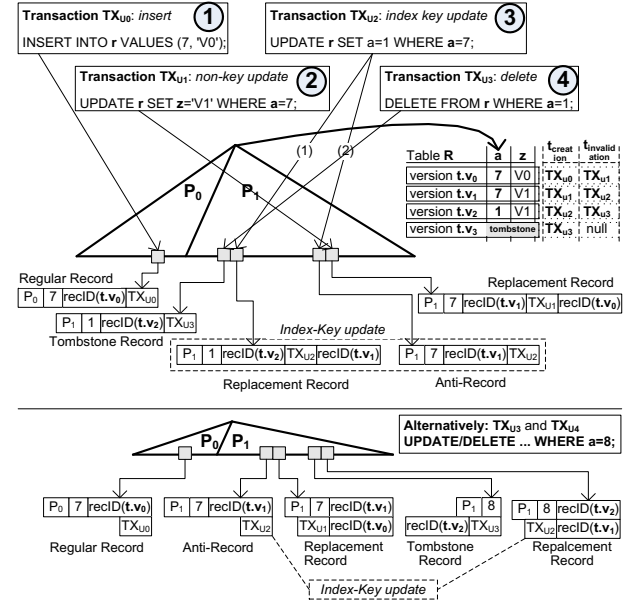 Transaction TXU0: insert
1
INSERT INTO r VALUES (7, 'V0');
Transaction TXU2: index key update
3
UPDATE r SET a=1 WHERE a=7;
Transaction TXU1: non-key update
2
UPDATE r SET z='V1' WHERE a=7;
Transaction TXU3: delete
4
DELETE FROM r WHERE a=1;
(1) (2)
P0 P1
Table R a z tcreation tinvalidation
version t.v0 7 V0 TXu0 TXu1
version t.v1 7 V1 TXu1 TXu2
version t.v2 1 V1 TXu2 TXu3
version t.v3 tombstone TXu3 null
Regular Record
P0 7 recID(t.v0) TXU0
P1 1 recID(t.v2) TXU3
Tombstone Record
Replacement Record
P1 7 recID(t.v1) TXU1 recID(t.v0)
Index-Key update
P1 1 recID(t.v2) TXU2 recID(t.v1)
Replacement Record
P1 7 recID(t.v1) TXU2
Anti-Record
Alternatively: TXU3 and TXU4
UPDATE/DELETE ... WHERE a=8;
P0 P1
P0 7 recID(t.v0)
TXU0
Regular Record
P1 7 recID(t.v1)
TXU2
Anti-Record
P1 7 recID(t.v1)
TXU1 recID(t.v0)
Replacement
Record
P1 8
recID(t.v2) TXU3
Tombstone
Record
P1 8 recID(t.v2)
TXU2 recID(t.v1)
Repalcement
Record
Index-Key update